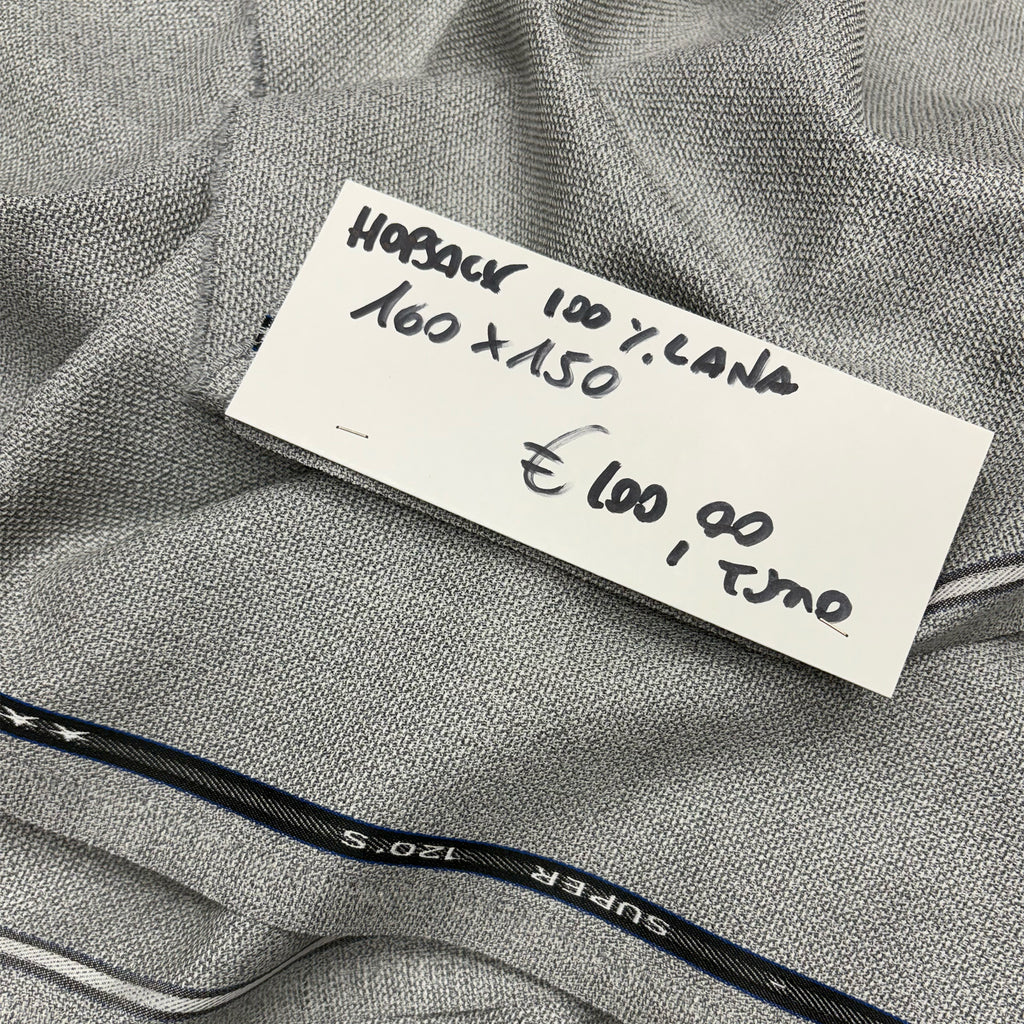 HOPSACK 100%.LANA
160 x 150
€ 100,00
SUPER 120'S